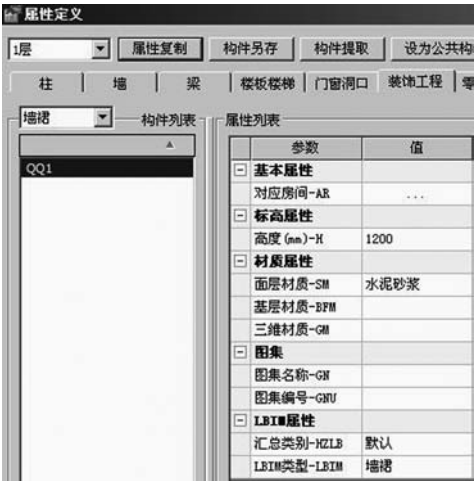 属性定义
1层 属性复制 构件另存 构件提取 设为公共构
柱 墙 梁 楼板楼梯 门窗洞口 装饰工程 零
墙裙 构件列表 属性列表
参数 值
QQ1
基本属性
对应房间-AR ...
标高属性
高度(mm)-H 1200
材质属性
面层材质-SM 水泥砂浆
基层材质-BFM
三维材质-GM
图集
图集名称-GN
图集编号-GNU
LBIM属性
汇总类别-HZLB 默认
LBIM类型-LBIM 墙裙